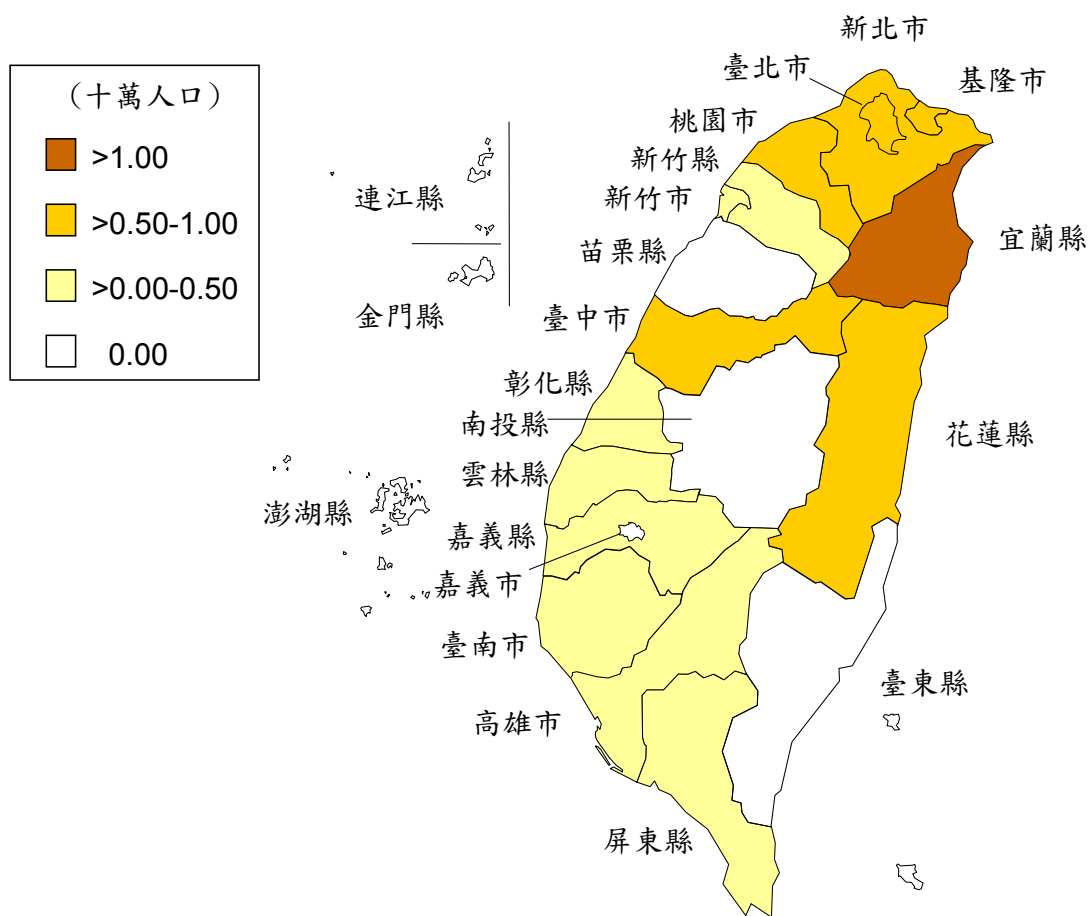 （十萬人口）
>1.00
>0.50-1.00
>0.00-0.50
0.00
新北市
臺北市
基隆市
桃園市
新竹縣
新竹市
連江縣
苗栗縣
宜蘭縣
金門縣
臺中市
彰化縣
南投縣
花蓮縣
雲林縣
澎湖縣
嘉義縣
嘉義市
臺南市
臺東縣
高雄市
屏東縣